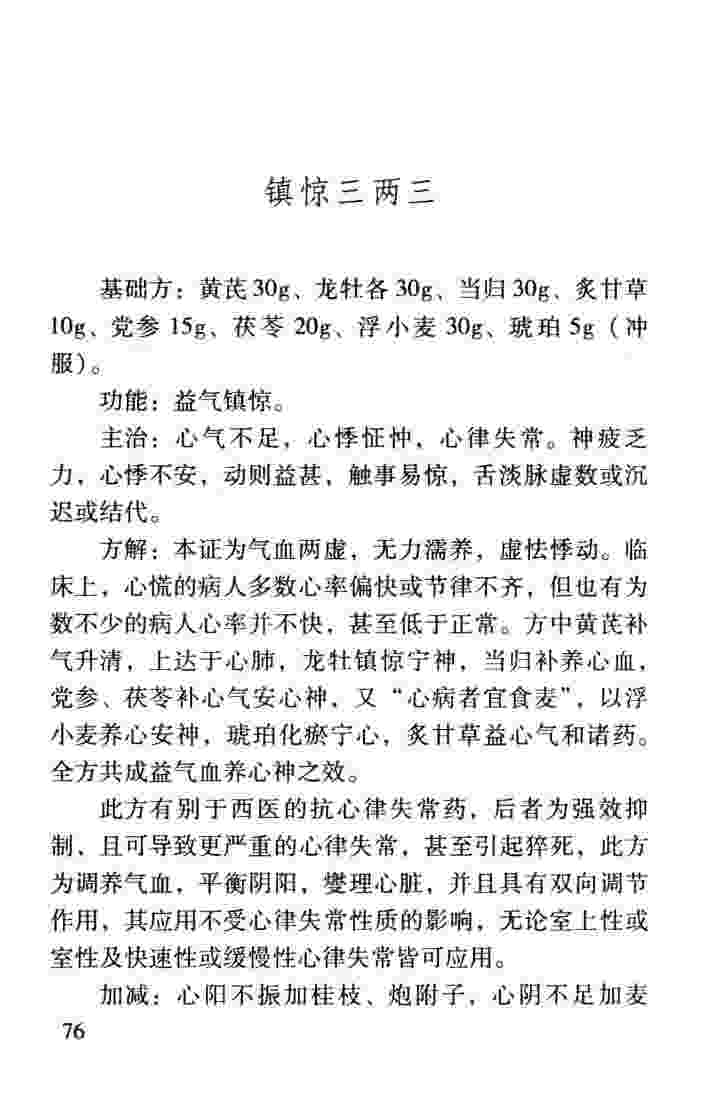 镇惊三两三
基础方：黄芪30g、龙牡各30g、当归30g、炙甘草
10g、党参15g、茯苓20g、浮小麦30g、琥珀5g（冲
服）。
功能：益气镇惊。
主治：心气不足，心悸怔忡，心律失常。神疲乏
力，心悸不安，动则益甚，触事易惊，舌淡脉虚数或沉
迟或结代。
方解：本证为气血两虚，无力濡养，虚怯悸动。临
床上，心慌的病人多数心率偏快或节律不齐，但也有为
数不少的病人心率并不快，甚至低于正常。方中黄芪补
气升清，上达于心肺，龙牡镇惊宁神，当归补养心血，
党参、茯苓补心气安心神，又“心病者宜食麦”，以浮
小麦养心安神，琥珀化瘀宁心，炙甘草益心气和诸药。
全方共成益气血养心神之效。
此方有别于西医的抗心律失常药，后者为强效抑
制、且可导致更严重的心律失常，甚至引起猝死，此方
为调养气血，平衡阴阳，燮理心脏，并且具有双向调节
作用，其应用不受心律失常性质的影响，无论室上性或
室性及快速性或缓慢性心律失常皆可应用。
加减：心阳不振加桂枝、炮附子，心阴不足加麦
76